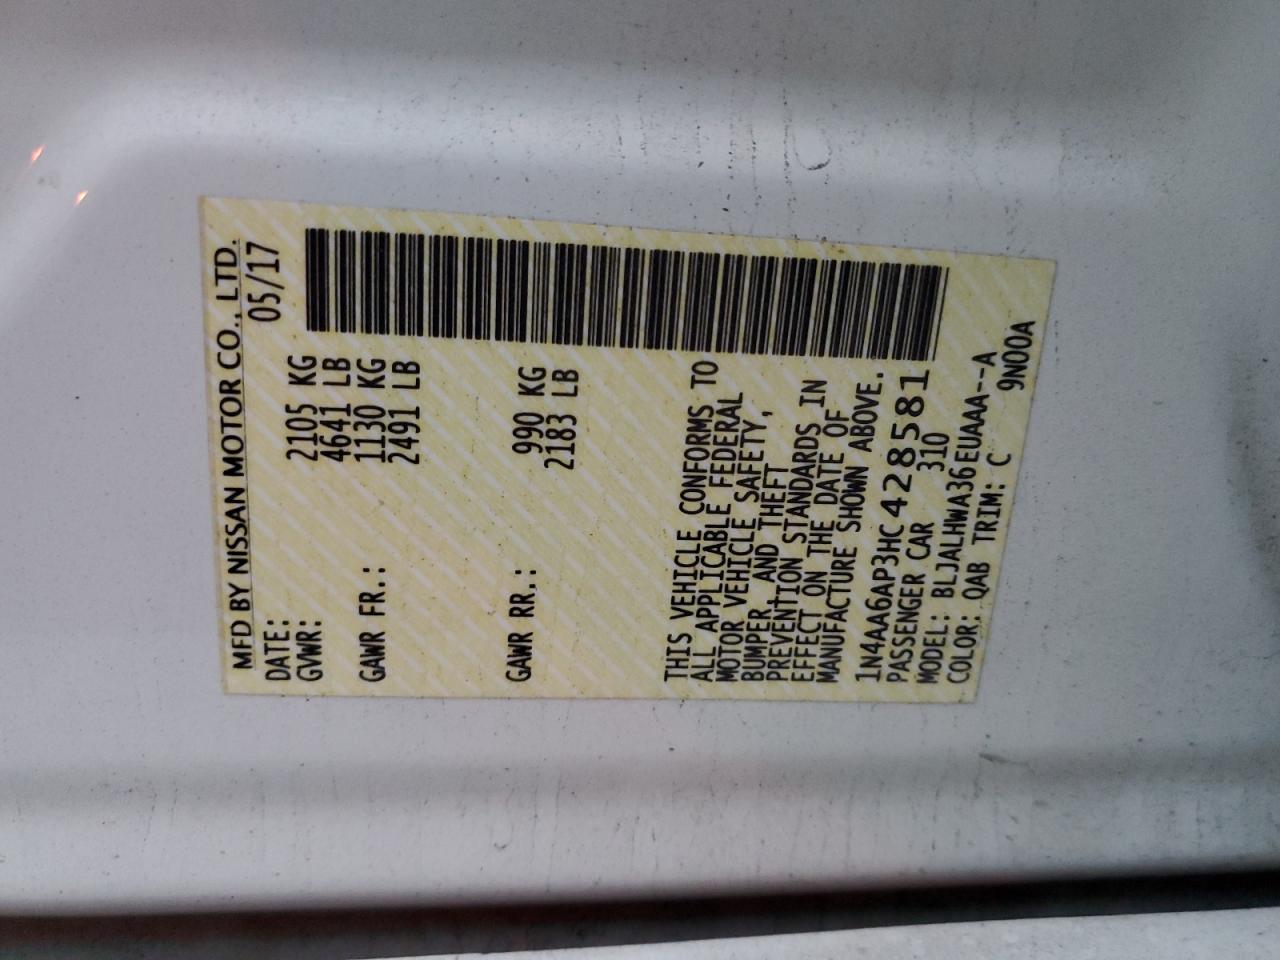 MFD BY NISSAN MOTOR CO., LTD.
DATE: 05/17
GVWR: 2105 KG
4641 LB
GAWR FR.: 1130 KG
2491 LB
GAWR RR.: 990 KG
2183 LB
THIS VEHICLE CONFORMS TO
ALL APPLICABLE FEDERAL
MOTOR VEHICLE SAFETY,
BUMPER, AND THEFT
PREVENTION STANDARDS IN
EFFECT ON THE DATE OF
MANUFACTURE SHOWN ABOVE.
1N4AA6AP3HC428581
PASSENGER CAR 310
MODEL: BLJALHWA36EUAAA--A
COLOR: QAB TRIM: C 9N00A